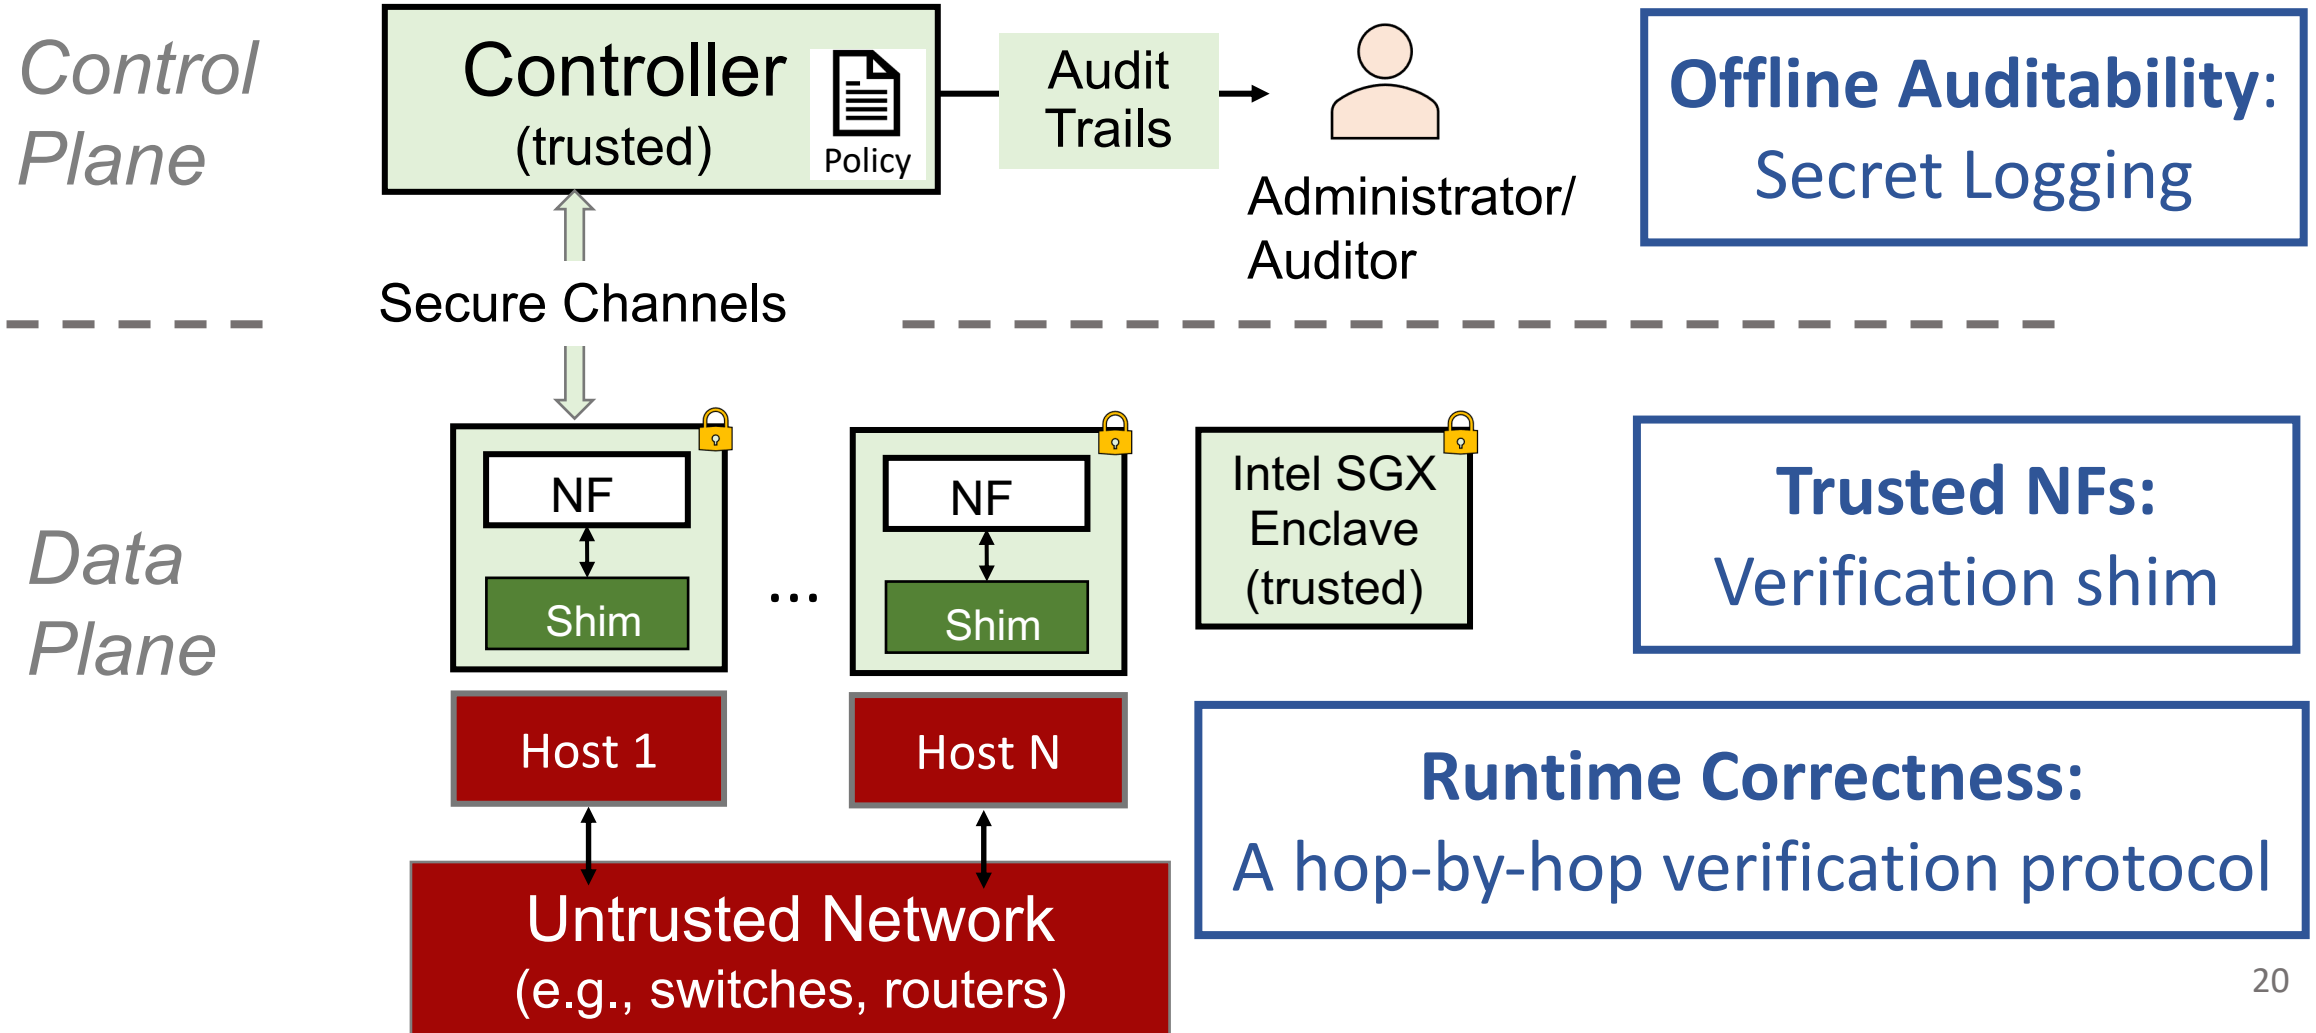 Control
Plane
Controller
(trusted)
Policy
Audit
Trails
Administrator/
Auditor
Offline Auditability:
Secret Logging
Secure Channels
Data
Plane
NF
Shim
...
NF
Shim
Intel SGX
Enclave
(trusted)
Trusted NFs:
Verification shim
Host 1
Host N
Runtime Correctness:
A hop-by-hop verification protocol
Untrusted Network
(e.g., switches, routers)
20